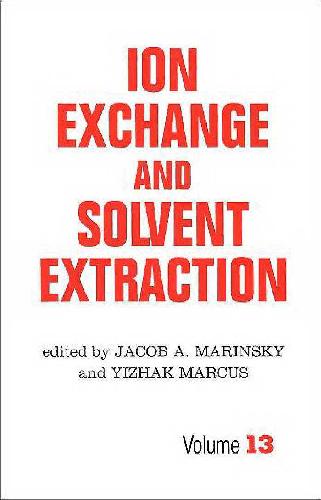 ION
EXCHANGE
AND
SOLVENT
EXTRACTION
edited by JACOB A. MARINSKY
and YIZHAK MARCUS
Volume 13